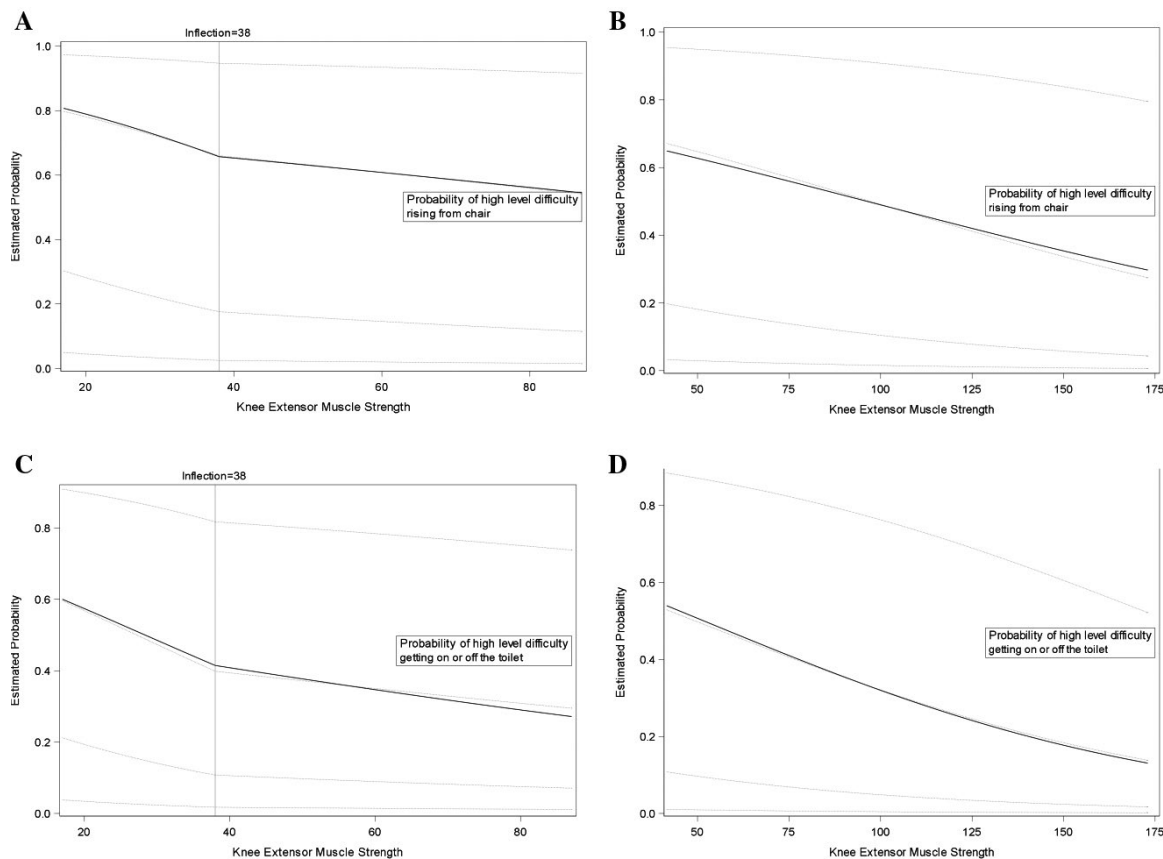 A
Inflection=38
1.0
0.8
0.6
0.4
0.2
0.0
Estimated Probability
Probability of high level difficulty
rising from chair
20
40
60
80
Knee Extensor Muscle Strength
B
1.0
0.8
0.6
0.4
0.2
0.0
Estimated Probability
Probability of high level difficulty
rising from chair
50
75
100
125
150
175
Knee Extensor Muscle Strength
C
Inflection=38
0.8
0.6
0.4
0.2
0.0
Estimated Probability
Probability of high level difficulty
getting on or off the toilet
20
40
60
80
Knee Extensor Muscle Strength
D
0.8
0.6
0.4
0.2
0.0
Estimated Probability
Probability of high level difficulty
getting on or off the toilet
50
75
100
125
150
175
Knee Extensor Muscle Strength